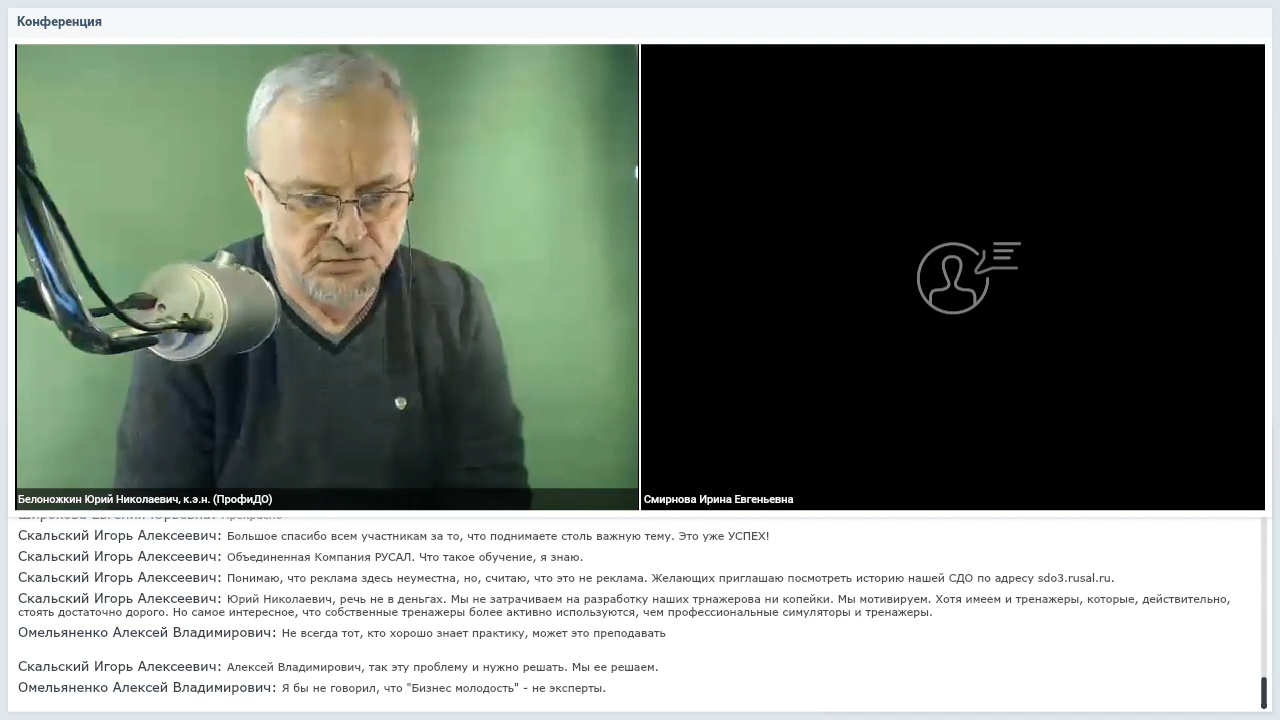 Конференция
Белоножкин Юрий Николаевич, к.э.н. (ПрофиДО)
Смирнова Ирина Евгеньевна
Скальский Игорь Алексеевич: Большое спасибо всем участникам за то, что поднимаете столь важную тему. Это уже УСПЕХ!
Скальский Игорь Алексеевич: Объединенная Компания РУСАЛ. Что такое обучение, я знаю.
Скальский Игорь Алексеевич: Понимаю, что реклама здесь неуместна, но, считаю, что это не реклама. Желающих приглашаю посмотреть историю нашей СДО по адресу sdo3.rusal.ru.
Скальский Игорь Алексеевич: Юрий Николаевич, речь не в деньгах. Мы не затрачиваем на разработку наших трнажерова ни копейки. Мы мотивируем. Хотя имеем и тренажеры, которые, действительно,
стоять достаточно дорого. Но самое интересное, что собственные тренажеры более активно используются, чем профессиональные симуляторы и тренажеры.
Омельяненко Алексей Владимирович: Не всегда тот, кто хорошо знает практику, может это преподавать
Скальский Игорь Алексеевич: Алексей Владимирович, так эту проблему и нужно решать. Мы ее решаем.
Омельяненко Алексей Владимирович: Я бы не говорил, что "Бизнес молодость" - не эксперты.